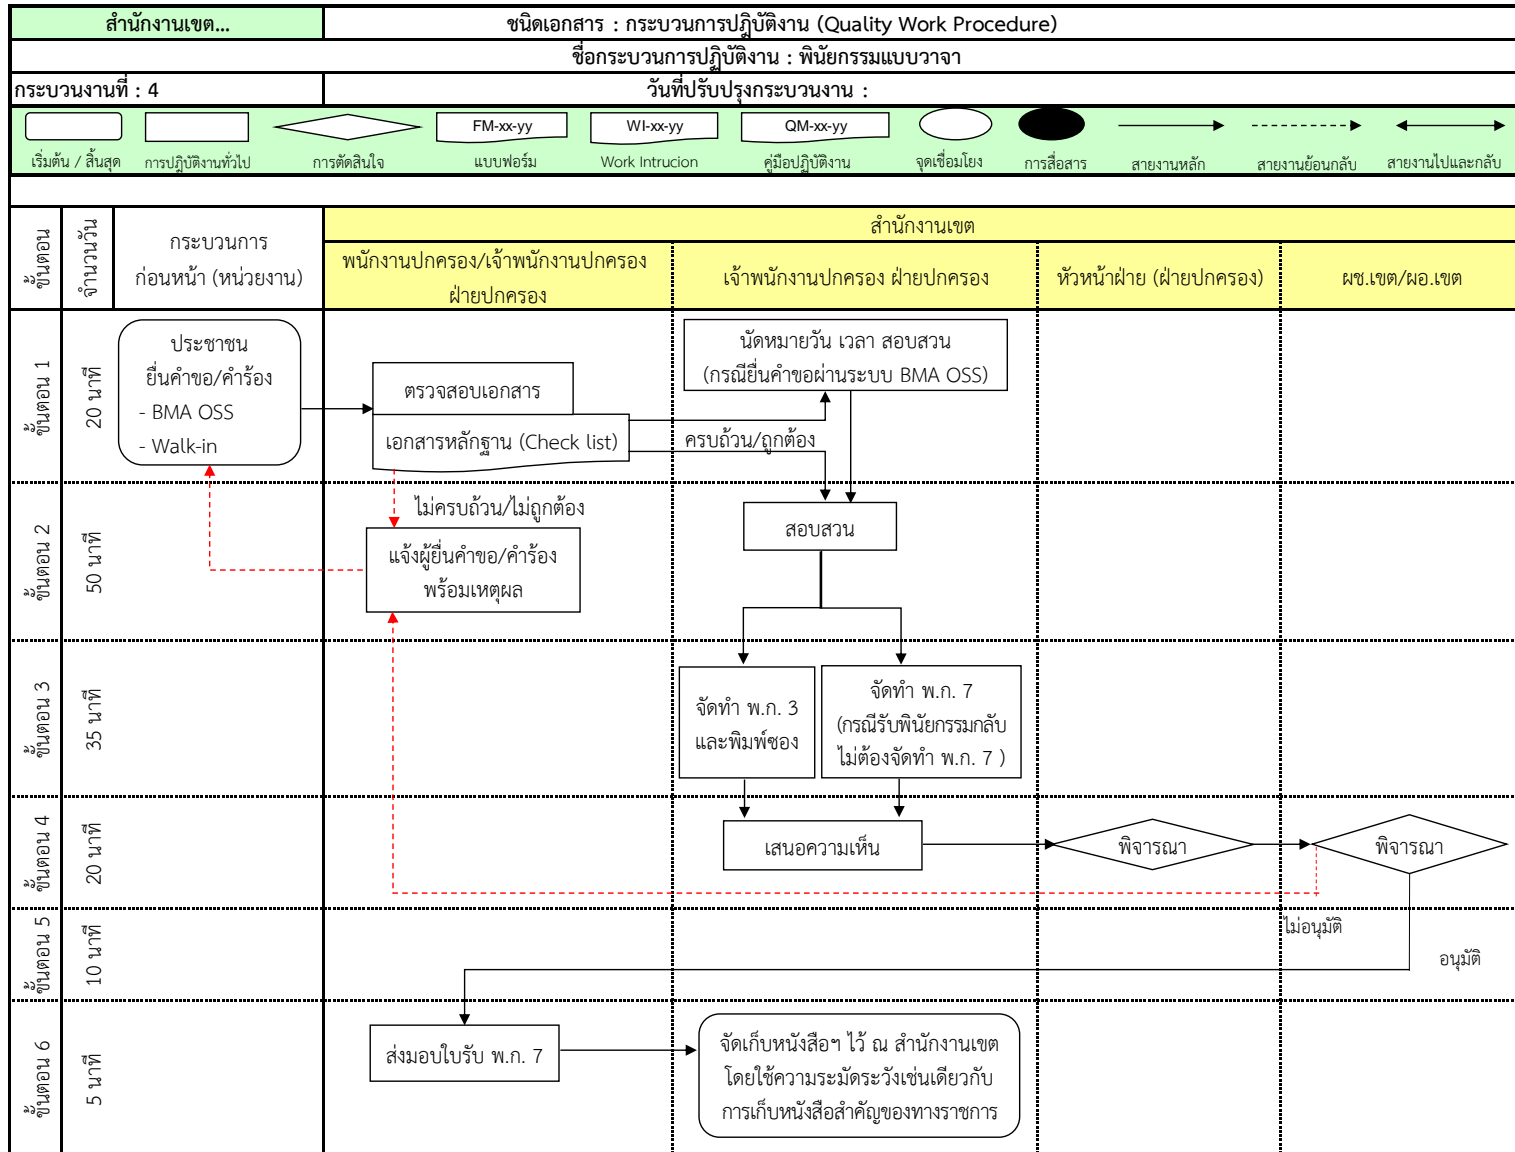 สำนักงานเขต...
ชนิดเอกสาร : กระบวนการปฏิบัติงาน (Quality Work Procedure)
ชื่อกระบวนการปฏิบัติงาน : พินัยกรรมแบบวาจา
กระบวนงานที่ : 4
วันที่ปรับปรุงกระบวนงาน :
FM-xx-yy
WI-xx-yy
QM-xx-yy
เริ่มต้น / สิ้นสุด
การปฏิบัติงานทั่วไป
การตัดสินใจ
แบบฟอร์ม
Work Intrucion
คู่มือปฏิบัติงาน
จุดเชื่อมโยง
การสื่อสาร
สายงานหลัก
สายงานย้อนกลับ
สายงานไปและกลับ
ขั้นตอน
จำนวนวัน
กระบวนการ
ก่อนหน้า (หน่วยงาน)
สำนักงานเขต
พนักงานปกครอง/เจ้าพนักงานปกครอง
ฝ่ายปกครอง
เจ้าพนักงานปกครอง ฝ่ายปกครอง
หัวหน้าฝ่าย (ฝ่ายปกครอง)
ผช.เขต/ผอ.เขต
ขั้นตอน 1
20 นาที
ประชาชน
ยื่นคำขอ/คำร้อง
- BMA OSS
- Walk-in
ตรวจสอบเอกสาร
เอกสารหลักฐาน (Check list)
นัดหมายวัน เวลา สอบสวน
(กรณียื่นคำขอผ่านระบบ BMA OSS)
ครบถ้วน/ถูกต้อง
ขั้นตอน 2
50 นาที
ไม่ครบถ้วน/ไม่ถูกต้อง
แจ้งผู้ยื่นคำขอ/คำร้อง
พร้อมเหตุผล
สอบสวน
ขั้นตอน 3
35 นาที
จัดทำ พ.ก. 3
และพิมพ์ซอง
จัดทำ พ.ก. 7
(กรณีรับพินัยกรรมกลับ
ไม่ต้องจัดทำ พ.ก. 7 )
ขั้นตอน 4
20 นาที
เสนอความเห็น
พิจารณา
พิจารณา
ขั้นตอน 5
10 นาที
ไม่อนุมัติ
อนุมัติ
ขั้นตอน 6
5 นาที
ส่งมอบใบรับ พ.ก. 7
จัดเก็บหนังสือฯ ไว้ ณ สำนักงานเขต
โดยใช้ความระมัดระวังเช่นเดียวกับ
การเก็บหนังสือสำคัญของทางราชการ